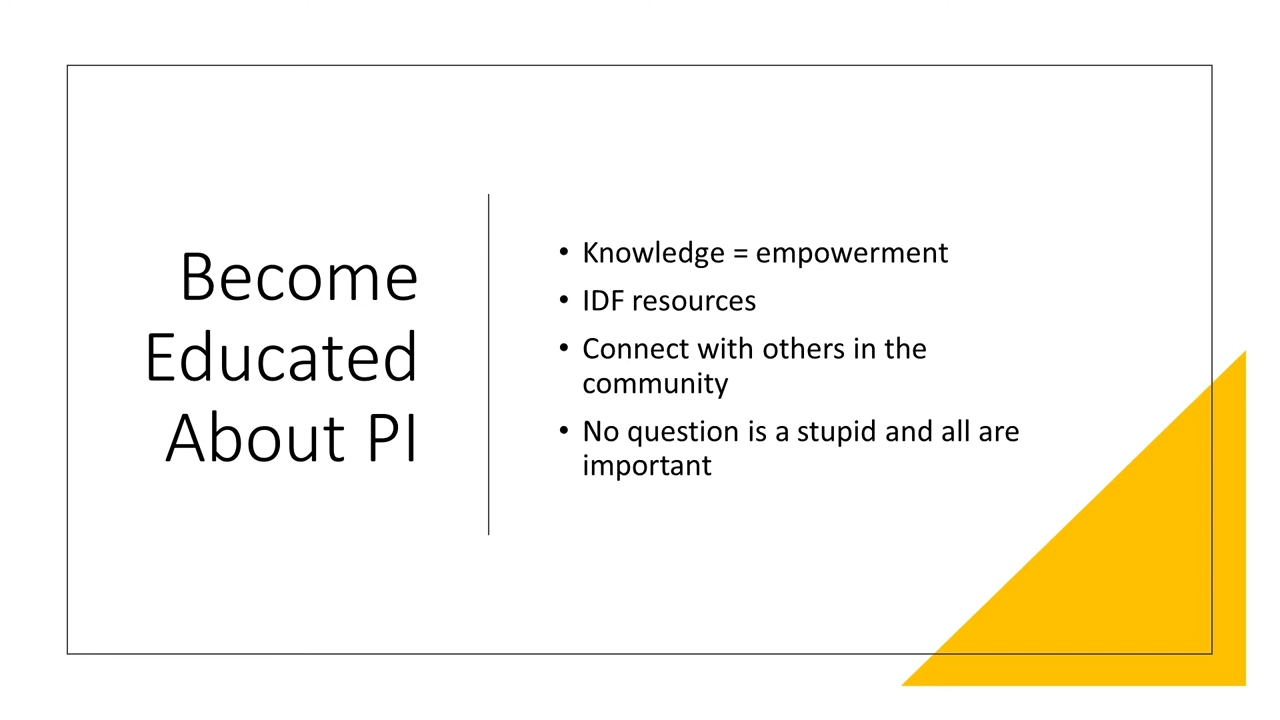 Become
Educated
About PI
• Knowledge = empowerment
• IDF resources
• Connect with others in the
community
• No question is a stupid and all are
important